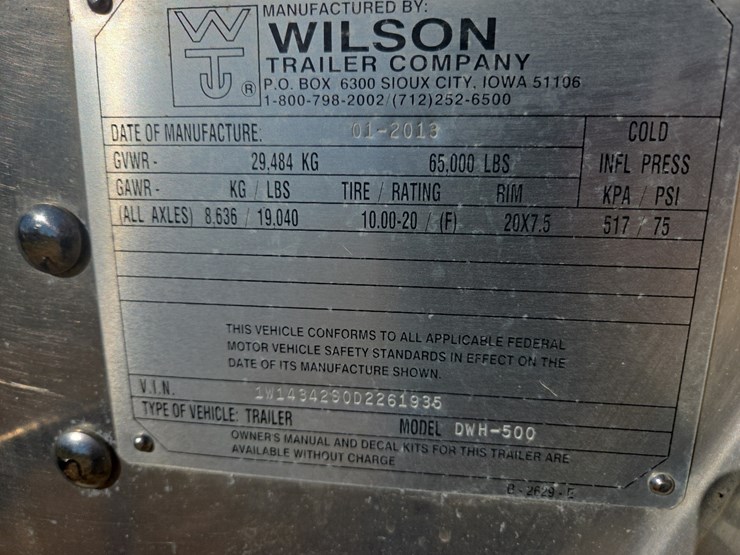 MANUFACTURED BY:
WTC ®
WILSON
TRAILER COMPANY
P.O. BOX 6300 SIOUX CITY, IOWA 51106
1-800-798-2002/(712)252-6500
DATE OF MANUFACTURE: 01-2013 COLD
GVWR - 29,484 KG 65,000 LBS INFL PRESS
GAWR - KG / LBS TIRE / RATING RIM KPA / PSI
(ALL AXLES) 8,636 / 19,040 10.00-20 / (F) 20X7.5 517 / 75
THIS VEHICLE CONFORMS TO ALL APPLICABLE FEDERAL
MOTOR VEHICLE SAFETY STANDARDS IN EFFECT ON THE
DATE OF ITS MANUFACTURE SHOWN.
V.I.N. 1W14342S0D2261935
TYPE OF VEHICLE: TRAILER MODEL DWH-500
OWNER'S MANUAL AND DECAL KITS FOR THIS TRAILER ARE
AVAILABLE WITHOUT CHARGE
B - 2629 - E